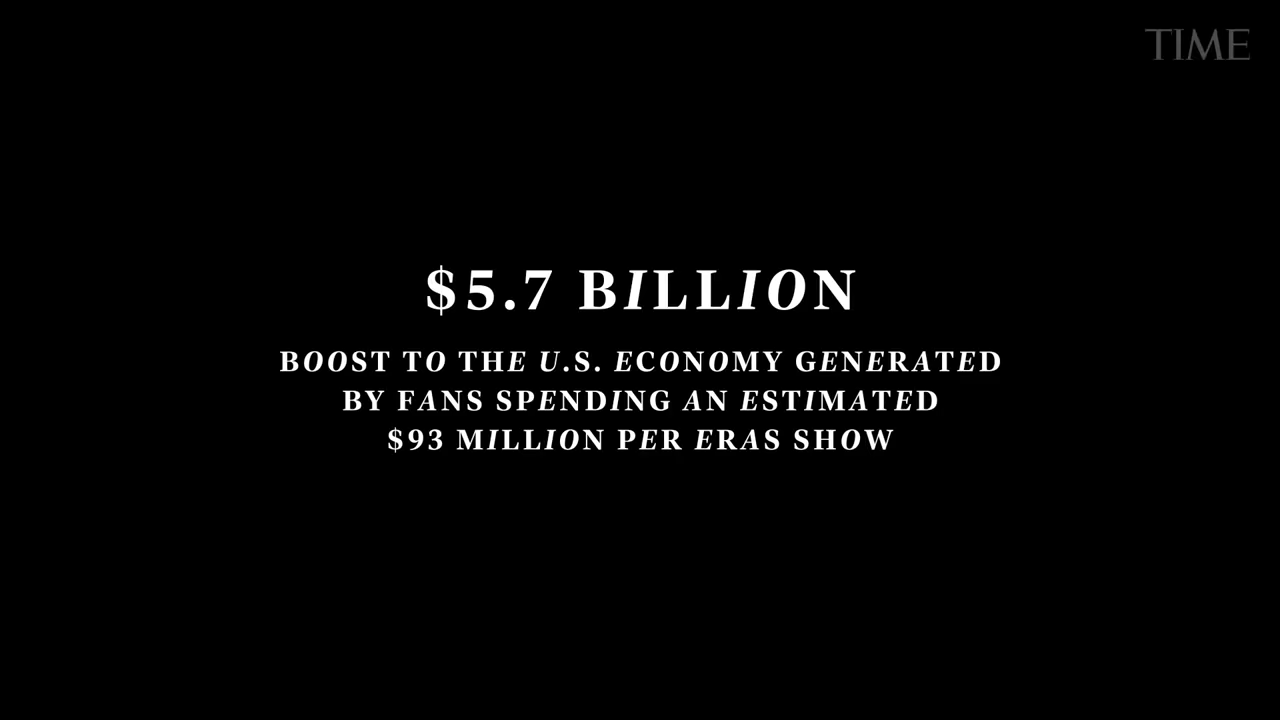 TIME
$5.7 BILLION
BOOST TO THE U.S. ECONOMY GENERATED
BY FANS SPENDING AN ESTIMATED
$93 MILLION PER ERAS SHOW